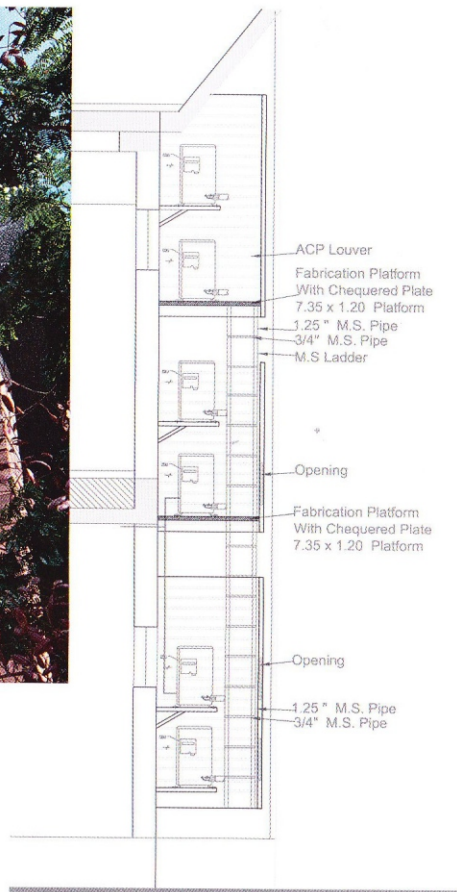 ACP Louver
Fabrication Platform
With Chequered Plate
7.35 x 1.20 Platform
1.25 " M.S. Pipe
3/4" M.S. Pipe
M.S Ladder
Opening
Fabrication Platform
With Chequered Plate
7.35 x 1.20 Platform
Opening
1.25 " M.S. Pipe
3/4" M.S. Pipe